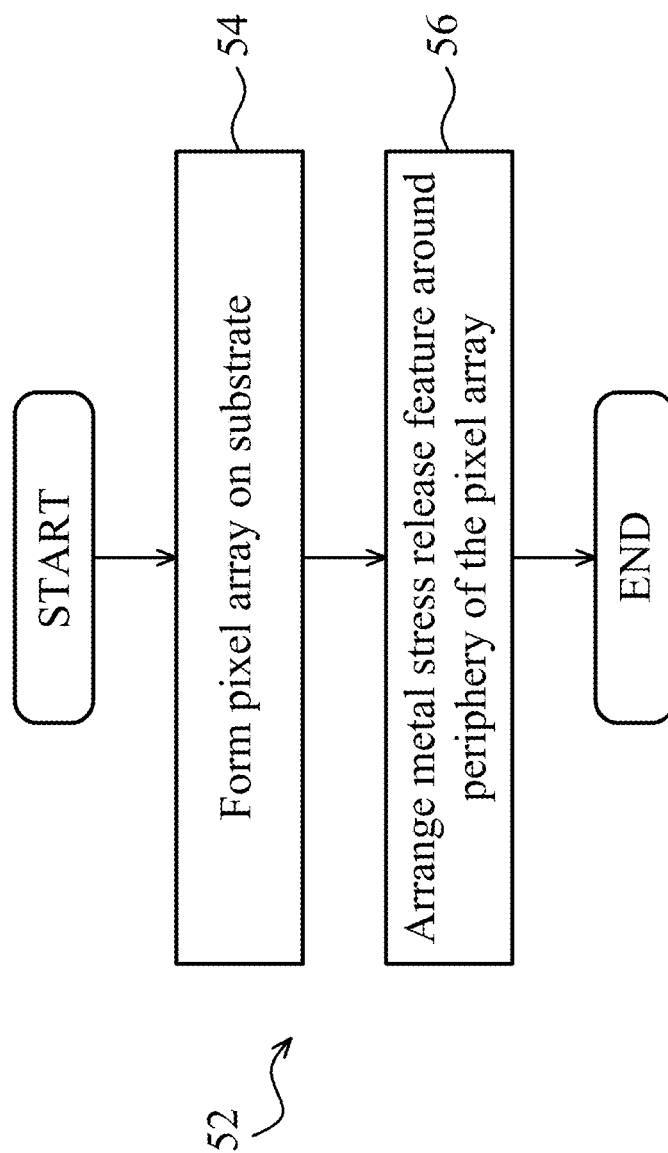 52
START
Form pixel array on substrate
54
Arrange metal stress release feature around
periphery of the pixel array
56
END